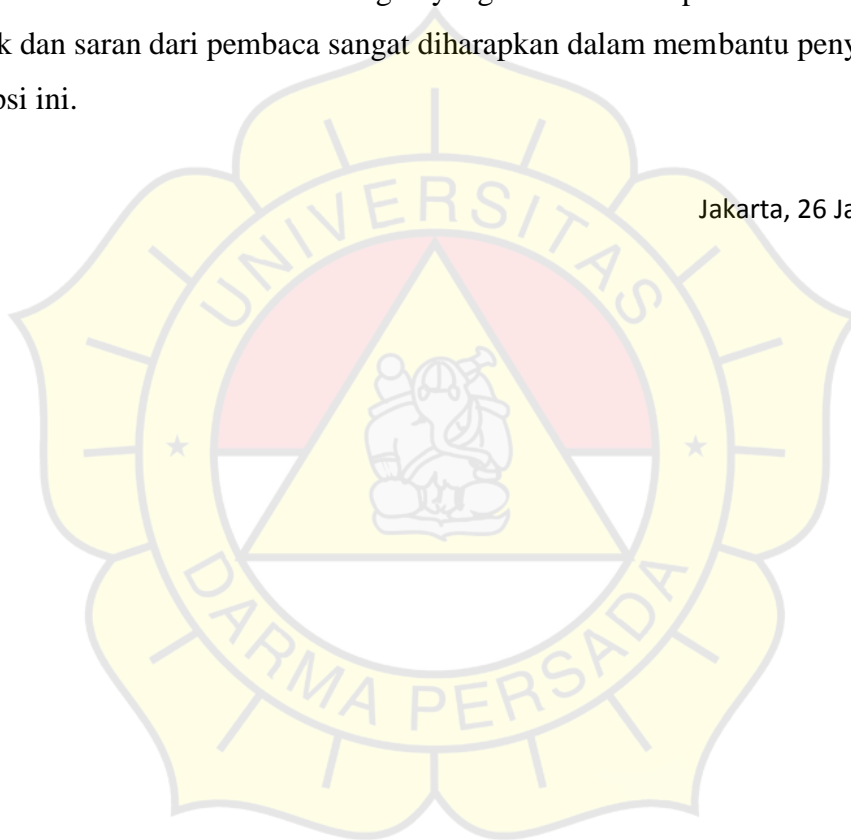 k dan saran dari pembaca sangat diharapkan dalam membantu peny
psi ini.
Jakarta, 26 Ja
UNIVERSITAS
DARMA PERSADA